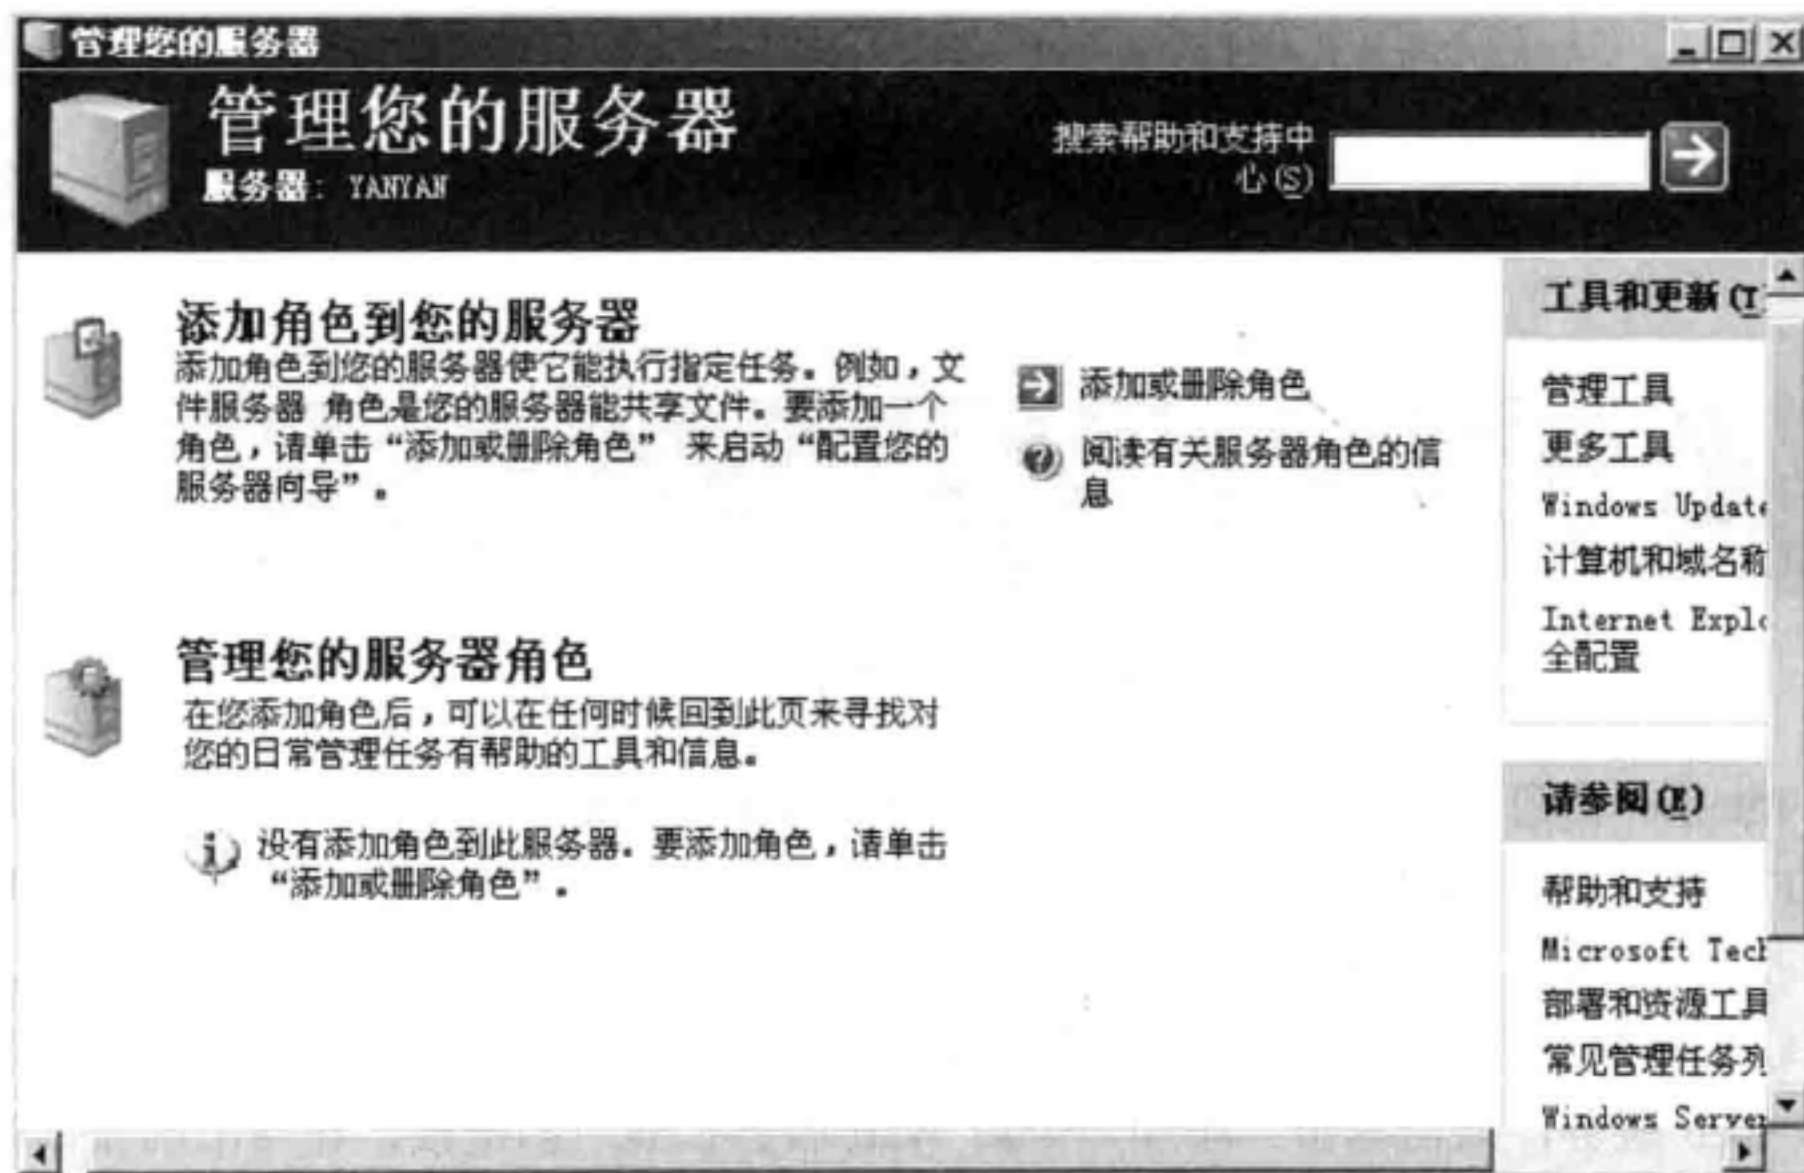 管理您的服务器
管理您的服务器
服务器: YANYAN
搜索帮助和支持中
心(S)
添加角色到您的服务器
添加角色到您的服务器使它能执行指定任务。例如,文
件服务器 角色是您的服务器能共享文件。要添加一个
角色,请单击“添加或删除角色” 来启动“配置您的
服务器向导”。
添加或删除角色
阅读有关服务器角色的信
息
管理您的服务器角色
在您添加角色后,可以在任何时候回到此页来寻找对
您的日常管理任务有帮助的工具和信息。
没有添加角色到此服务器。要添加角色,请单击
“添加或删除角色”。
工具和更新(T
管理工具
更多工具
Windows Update
计算机和域名称
Internet Explo
全配置
请参阅(E)
帮助和支持
Microsoft Tech
部署和资源工具
常见管理任务列
Windows Server